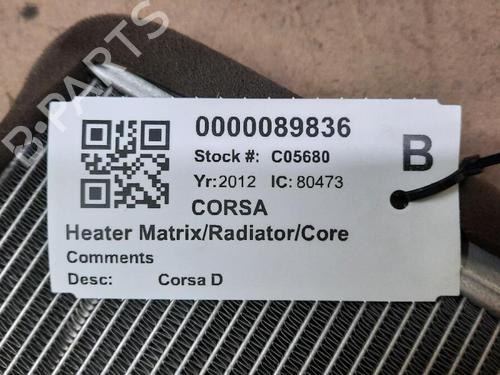 B-PARTS
0000089836
Stock #: C05680
B
Yr:2012 IC: 80473
CORSA
Heater Matrix/Radiator/Core
Comments
Desc: Corsa D